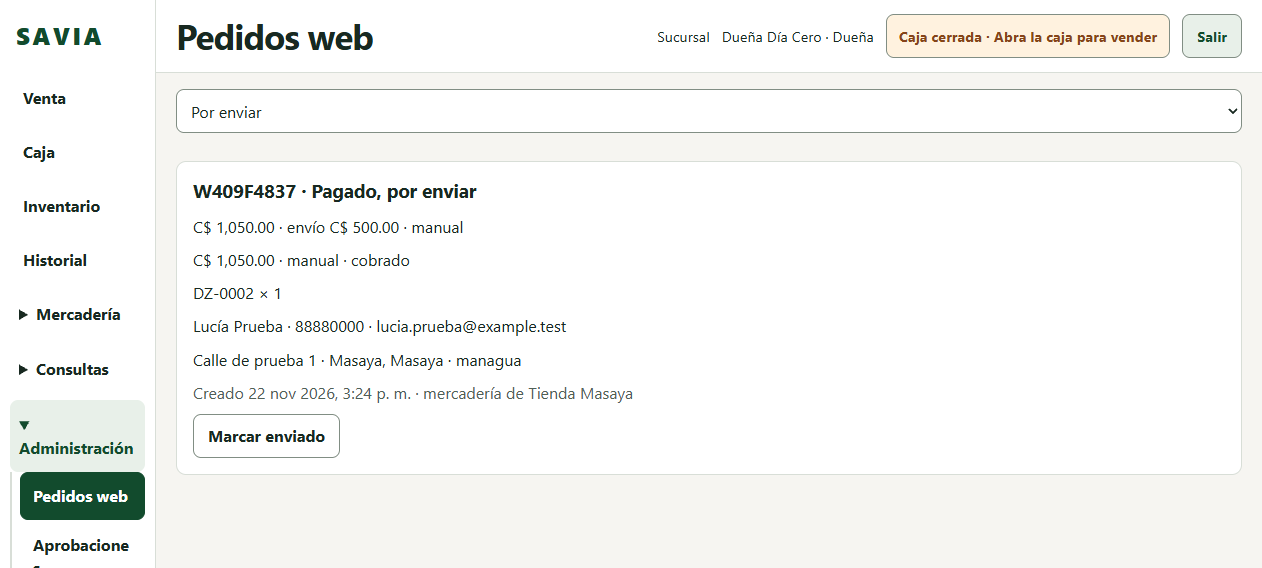 SAVIA
Pedidos web
Sucursal Dueña Día Cero · Dueña
Caja cerrada · Abra la caja para vender
Salir
Venta
Caja
Inventario
Historial
Mercadería
Consultas
Administración
Pedidos web
Aprobacione
Por enviar
W409F4837 · Pagado, por enviar
C$ 1,050.00 · envío C$ 500.00 · manual
C$ 1,050.00 · manual · cobrado
DZ-0002 × 1
Lucía Prueba · 88880000 · lucia.prueba@example.test
Calle de prueba 1 · Masaya, Masaya · managua
Creado 22 nov 2026, 3:24 p. m. · mercadería de Tienda Masaya
Marcar enviado